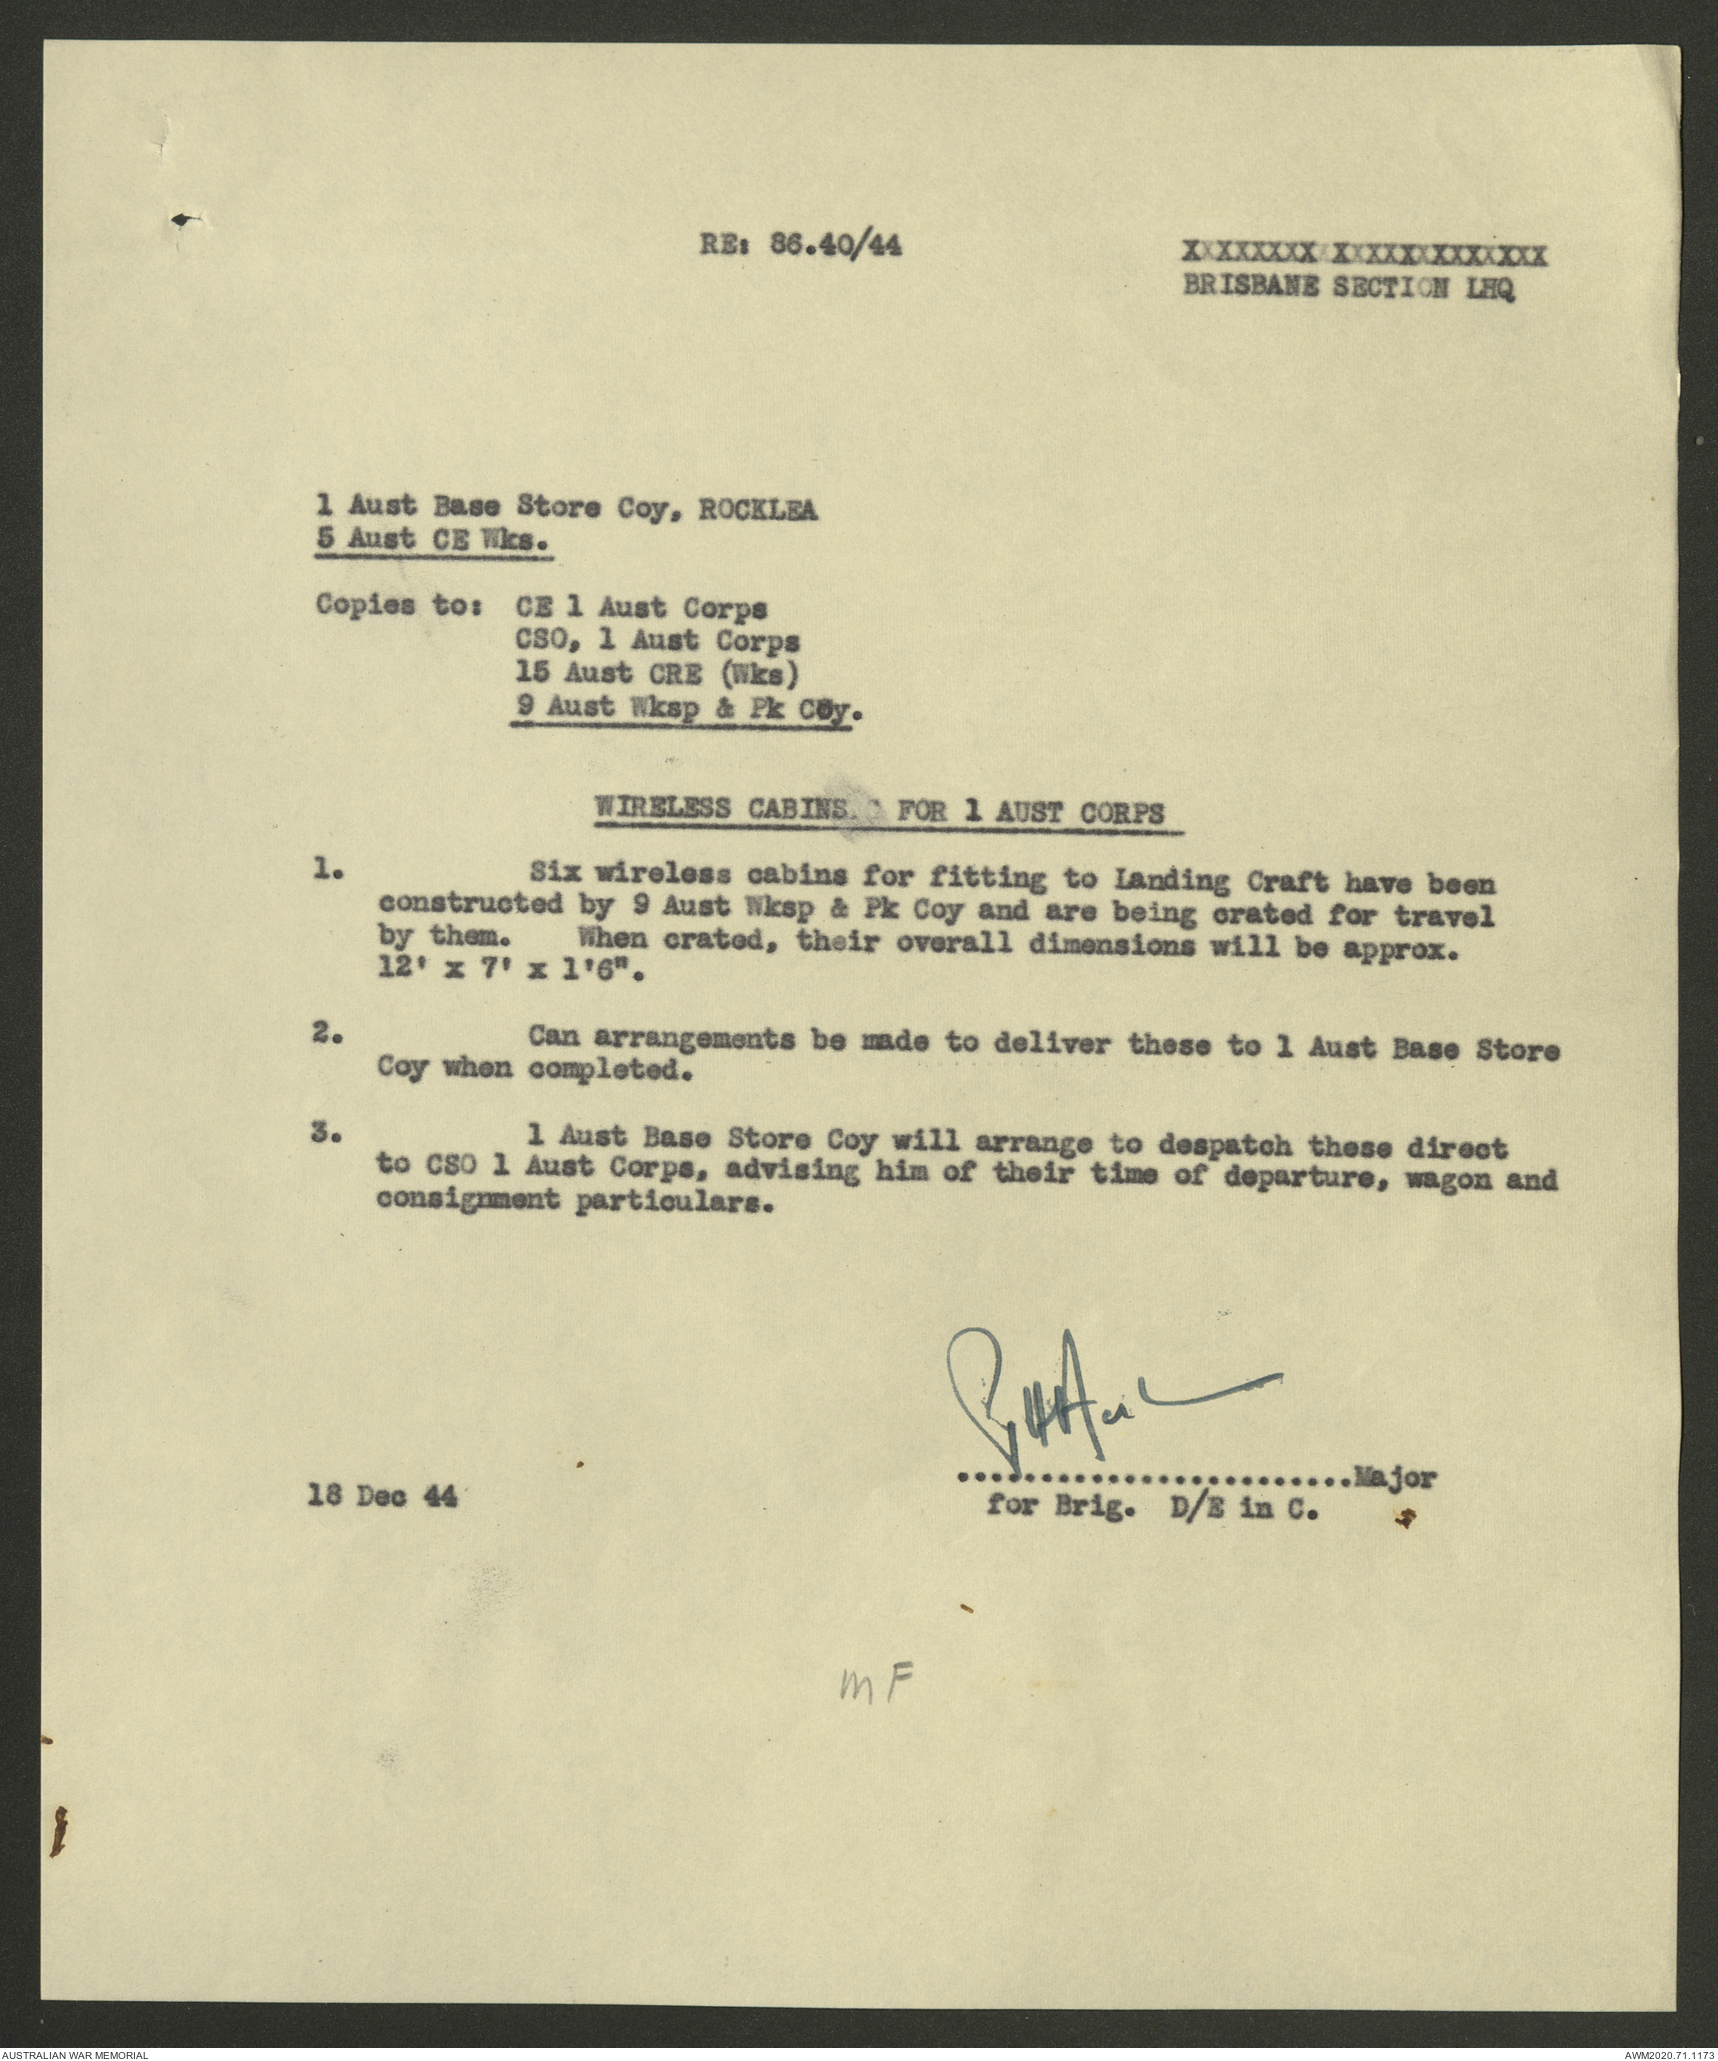 RE: 86.40/44
XXXXXXXX XXXXXXXXXXXXX
BRISBANE SECTION LHQ
1 Aust Base Store Coy, ROCKLEA
5 Aust CE Wks.
Copies to: CE 1 Aust Corps
CSO, 1 Aust Corps
15 Aust CRE (Wks)
9 Aust Wksp & Pk Coy.
WIRELESS CABINS FOR 1 AUST CORPS
1. Six wireless cabins for fitting to Landing Craft have been
constructed by 9 Aust Wksp & Pk Coy and are being crated for travel
by them. When crated, their overall dimensions will be approx.
12' x 7' x 1'6".
2. Can arrangements be made to deliver these to 1 Aust Base Store
Coy when completed.
3. 1 Aust Base Store Coy will arrange to despatch these direct
to CSO 1 Aust Corps, advising him of their time of departure, wagon and
consignment particulars.
........................Major
18 Dec 44
for Brig. D/E in C.
MF
AUSTRALIAN WAR MEMORIAL
AWM2020.71.1173